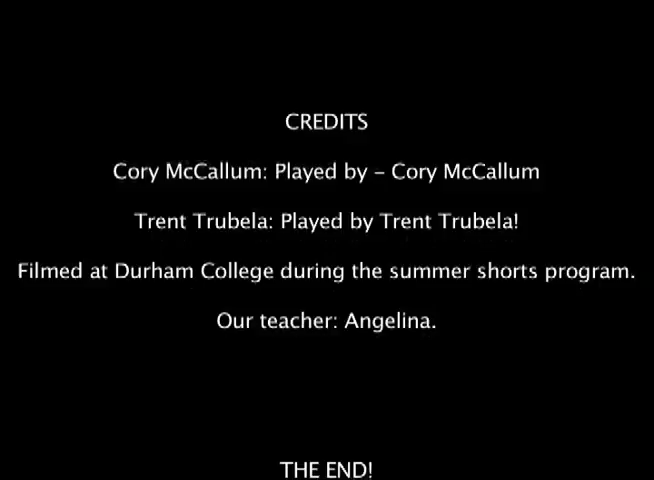 CREDITS
Cory McCallum: Played by - Cory McCallum
Trent Trubela: Played by Trent Trubela!
Filmed at Durham College during the summer shorts program.
Our teacher: Angelina.
THE END!